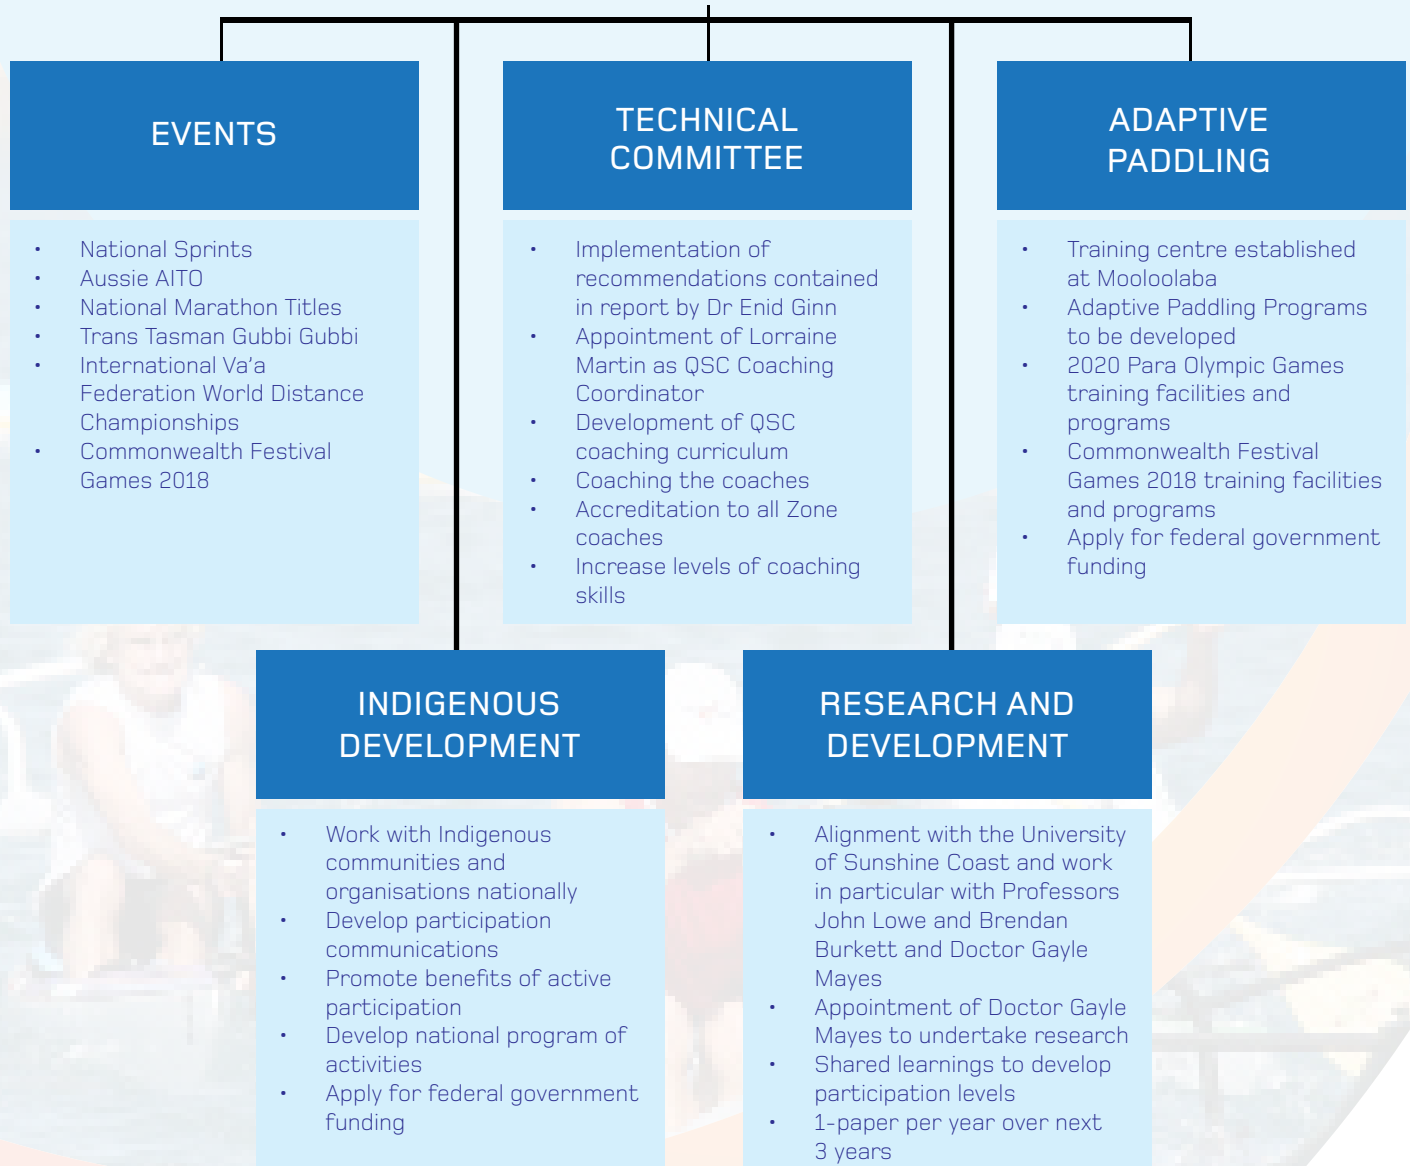 EVENTS
• National Sprints
• Aussie AITO
• National Marathon Titles
• Trans Tasman Gubbi Gubbi
• International Va'a
Federation World Distance
Championships
• Commonwealth Festival
Games 2018
TECHNICAL
COMMITTEE
• Implementation of
recommendations contained
in report by Dr Enid Ginn
• Appointment of Lorraine
Martin as QSC Coaching
Coordinator
• Development of QSC
coaching curriculum
• Coaching the coaches
• Accreditation to all Zone
coaches
• Increase levels of coaching
skills
ADAPTIVE
PADDLING
• Training centre established
at Mooloolaba
• Adaptive Paddling Programs
to be developed
• 2020 Para Olympic Games
training facilities and
programs
• Commonwealth Festival
Games 2018 training facilities
and programs
• Apply for federal government
funding
INDIGENOUS
DEVELOPMENT
• Work with Indigenous
communities and
organisations nationally
• Develop participation
communications
• Promote benefits of active
participation
• Develop national program of
activities
• Apply for federal government
funding
RESEARCH AND
DEVELOPMENT
• Alignment with the University
of Sunshine Coast and work
in particular with Professors
John Lowe and Brendan
Burkett and Doctor Gayle
Mayes
• Appointment of Doctor Gayle
Mayes to undertake research
• Shared learnings to develop
participation levels
• 1-paper per year over next
3 years